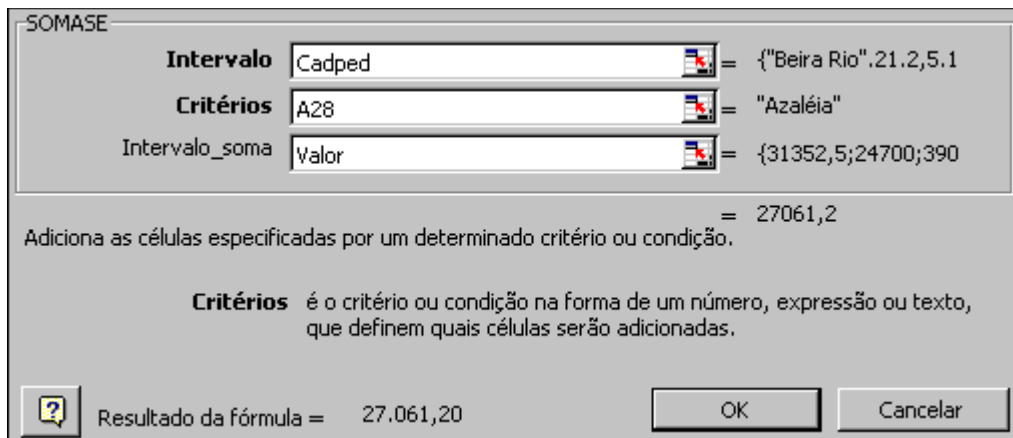 SOMASE
Intervalo Cadped = {"Beira Rio".21.2,5.1
Critérios A28 = "Azaléia"
Intervalo_soma Valor = {31352,5;24700;390
= 27061,2
Adiciona as células especificadas por um determinado critério ou condição.
Critérios é o critério ou condição na forma de um número, expressão ou texto,
que definem quais células serão adicionadas.
? Resultado da fórmula = 27.061,20 OK Cancelar